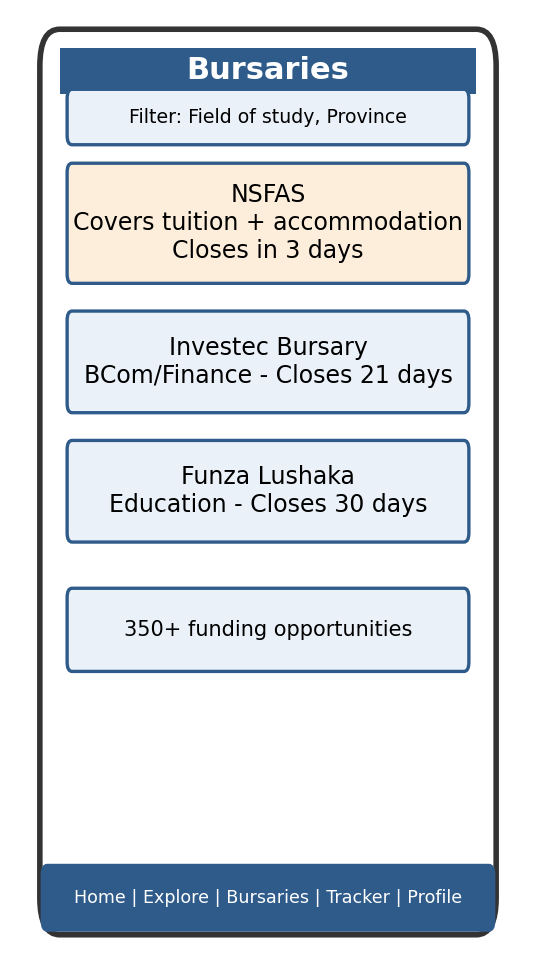 Bursaries
Filter: Field of study, Province
NSFAS
Covers tuition + accommodation
Closes in 3 days
Investec Bursary
BCom/Finance - Closes 21 days
Funza Lushaka
Education - Closes 30 days
350+ funding opportunities
Home | Explore | Bursaries | Tracker | Profile